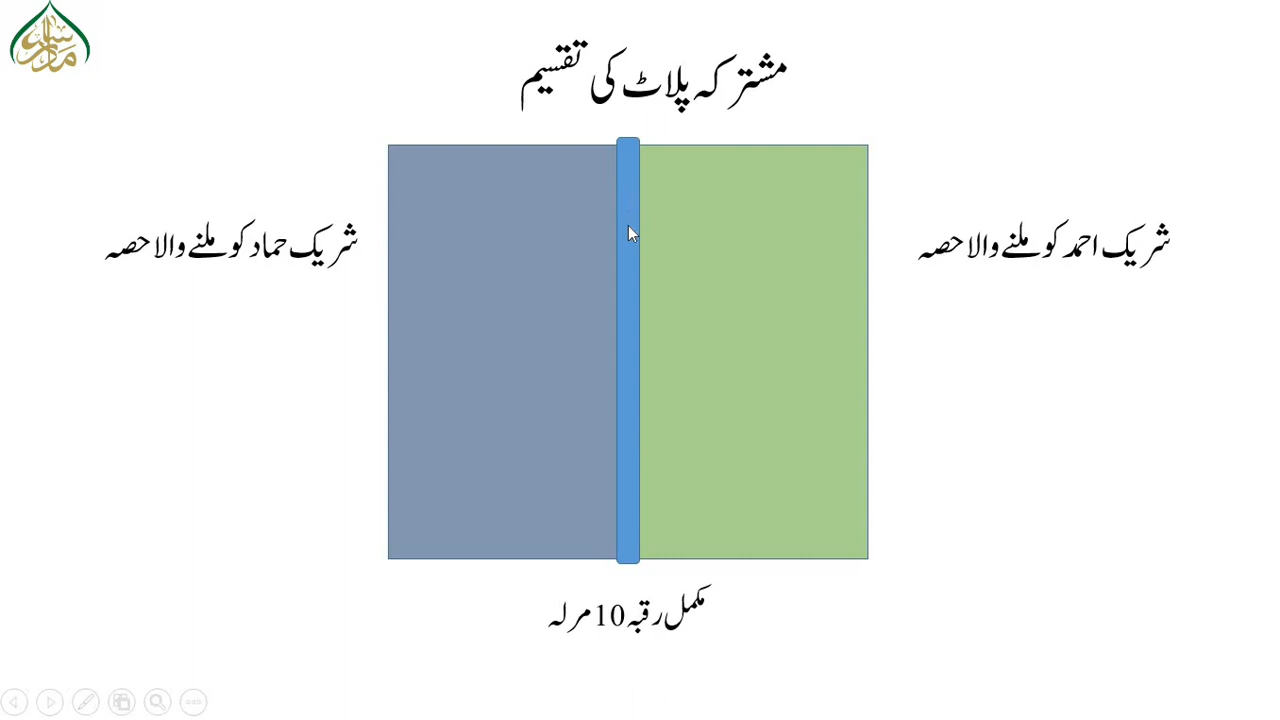 مشترکہ پلاٹ کی تقسیم
شریک احمد کو ملنے والا حصہ
شریک حماد کو ملنے والا حصہ
مکمل رقبہ 10 مرلہ